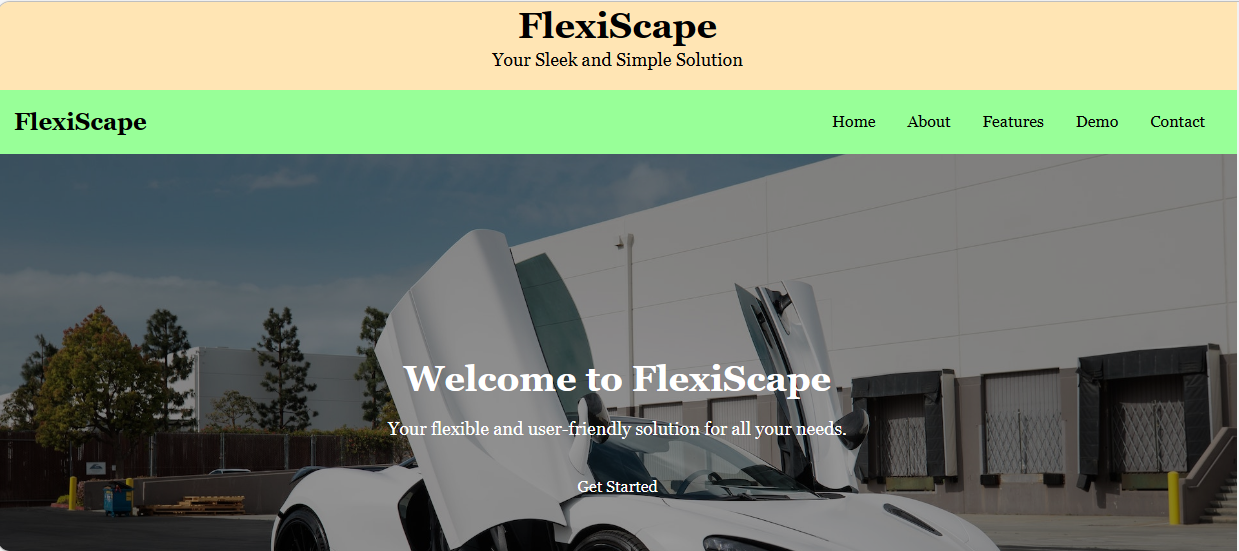 FlexiScape
Your Sleek and Simple Solution
FlexiScape Home About Features Demo Contact
Welcome to FlexiScape
Your flexible and user-friendly solution for all your needs.
Get Started